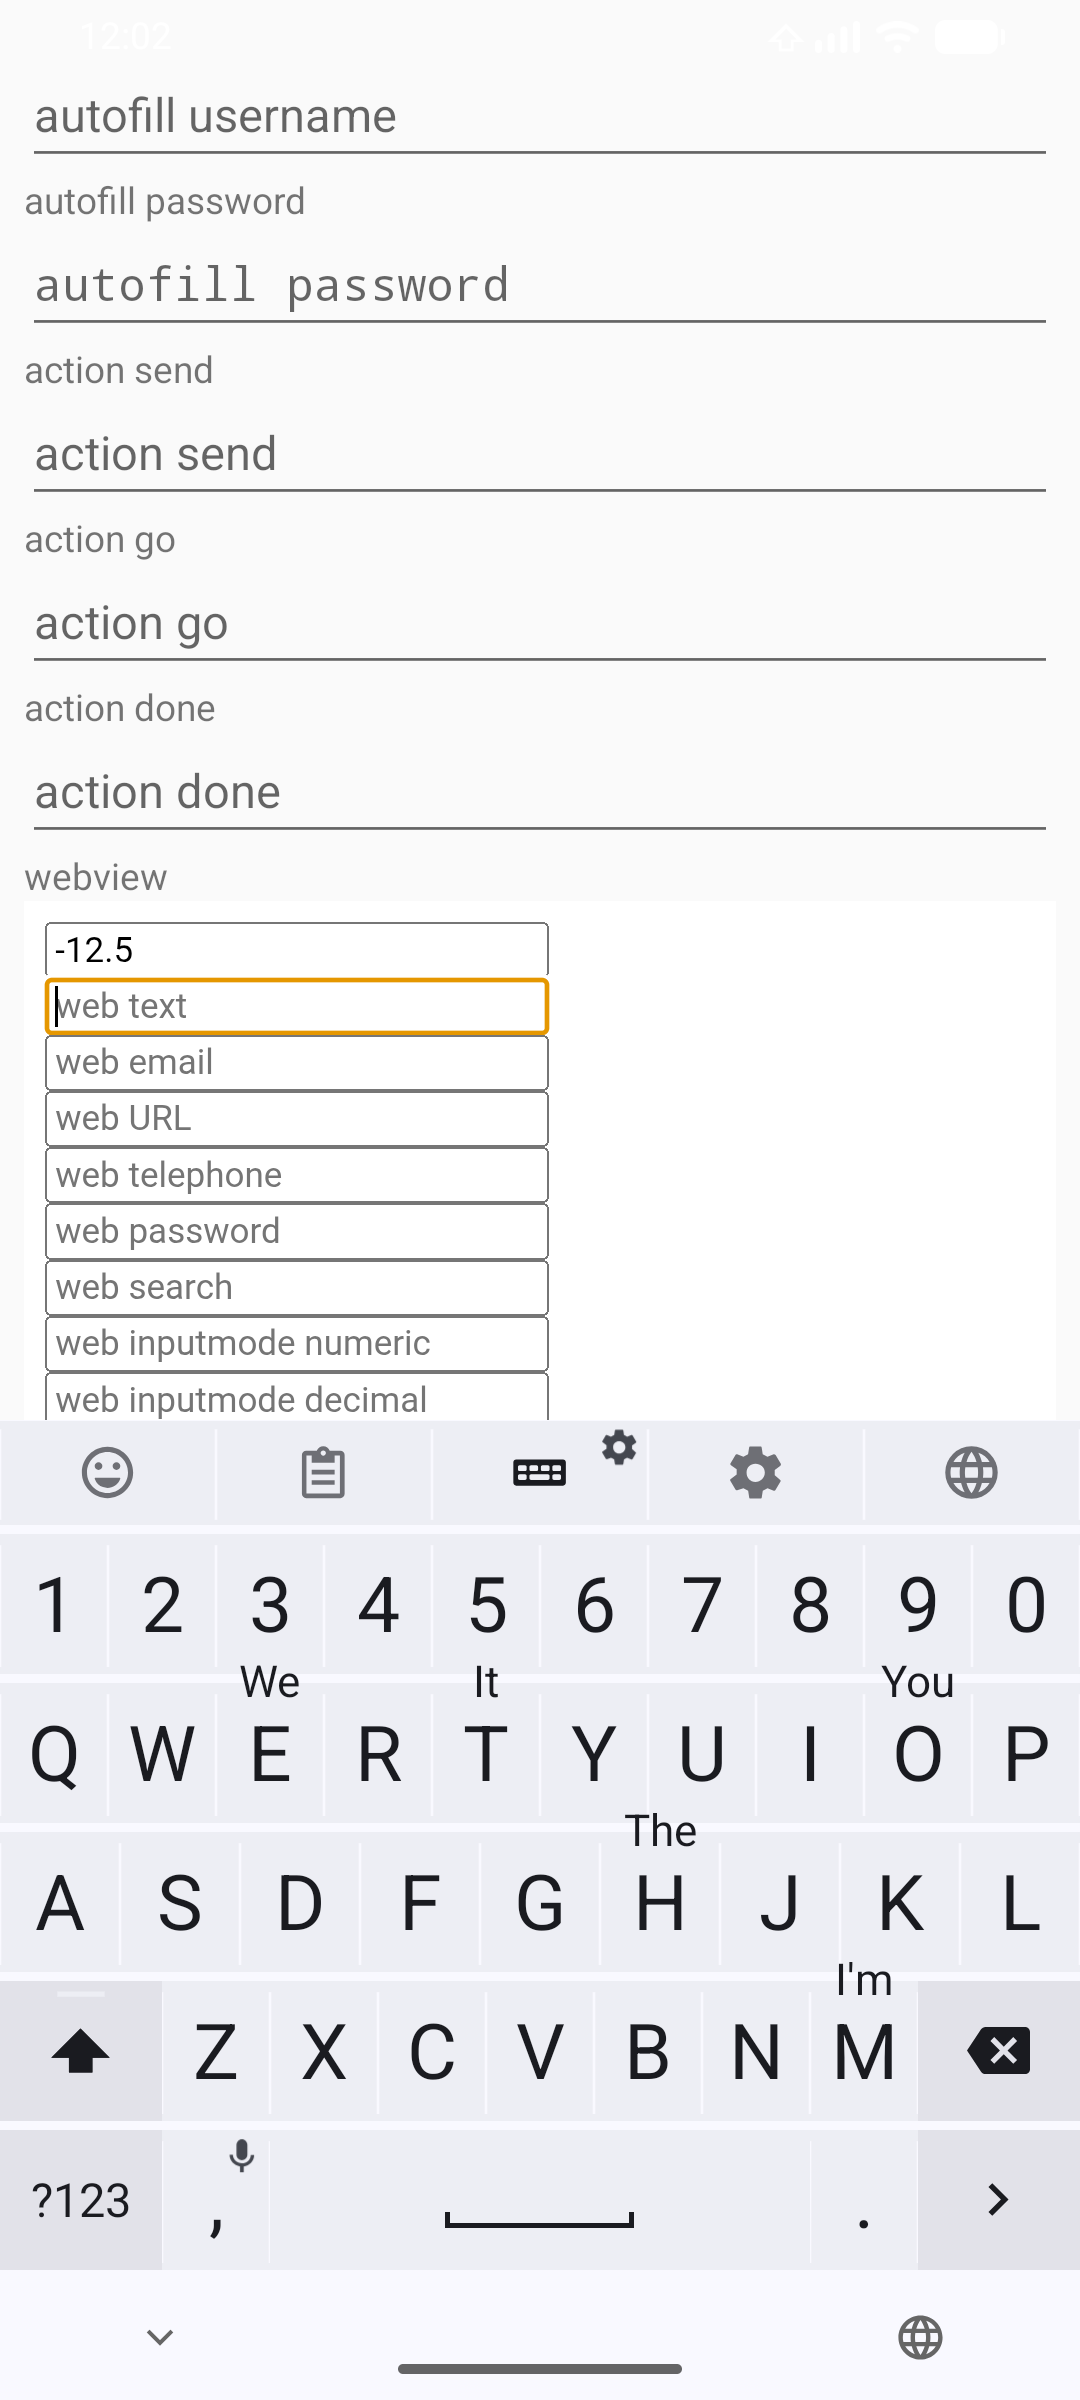 12:02
autofill username
autofill password
autofill password
action send
action send
action go
action go
action done
action done
webview
-12.5
web text
web email
web URL
web telephone
web password
web search
web inputmode numeric
web inputmode decimal
1 2 3 4 5 6 7 8 9 0
We It You
Q W E R T Y U I O P
The
A S D F G H J K L
I'm
Z X C V B N M
?123 , .